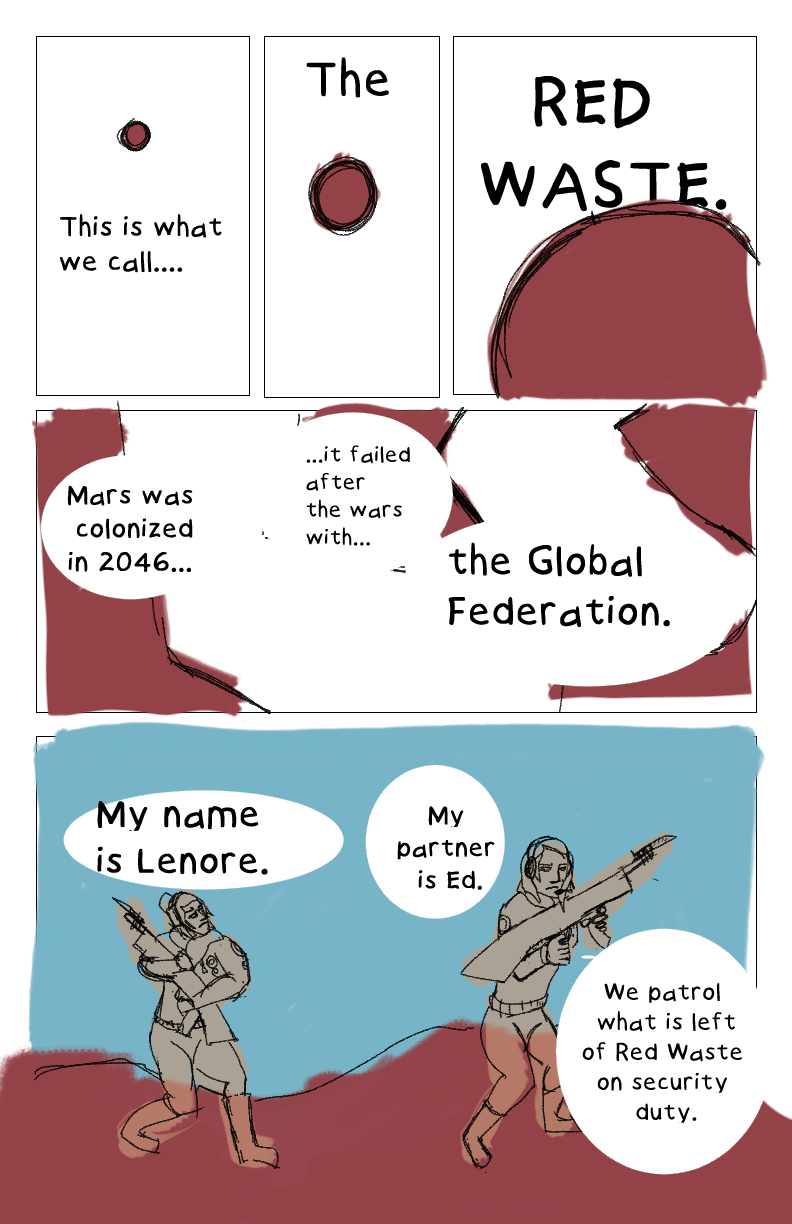 This is what
we call....
The
RED
WASTE.
Mars was
colonized
in 2046...
...it failed
after
the wars
with...
the Global
Federation.
My name
is Lenore.
My
partner
is Ed.
We patrol
what is left
of Red Waste
on security
duty.